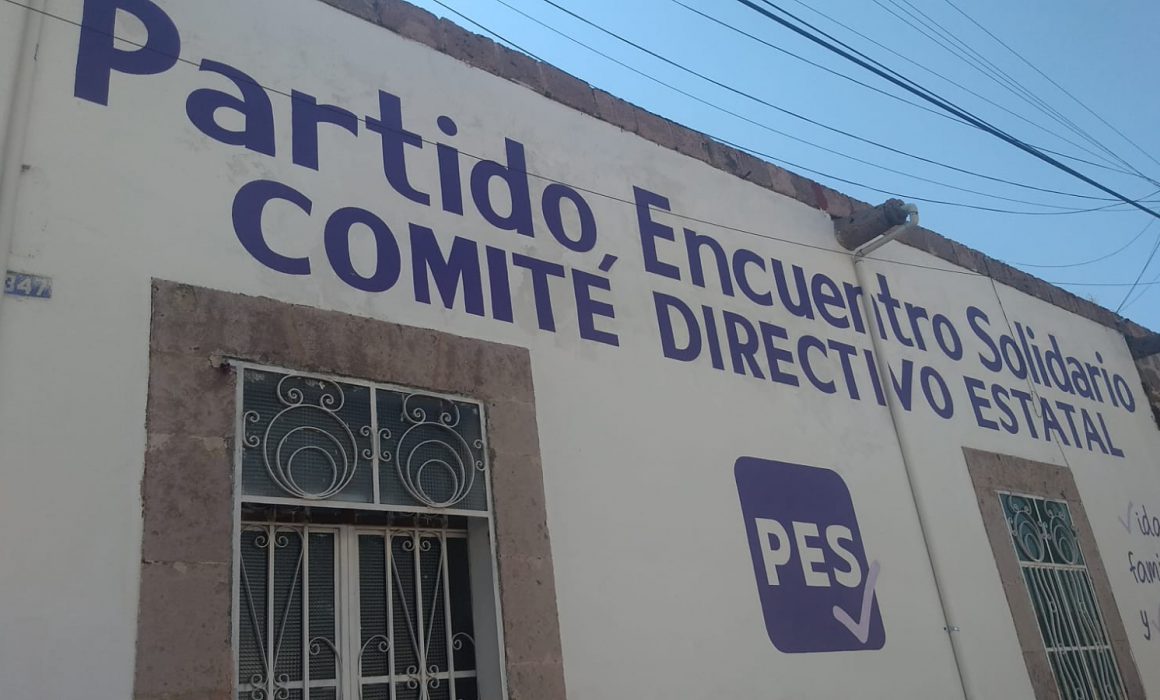 Partido Encuentro Solidario
COMITÉ DIRECTIVO ESTATAL
347
PES
y